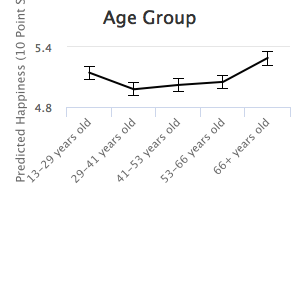 Age Group
Predicted Happiness (10 Point
5.4
4.8
13–29 years old
29–41 years old
41–53 years old
53–66 years old
66+ years old